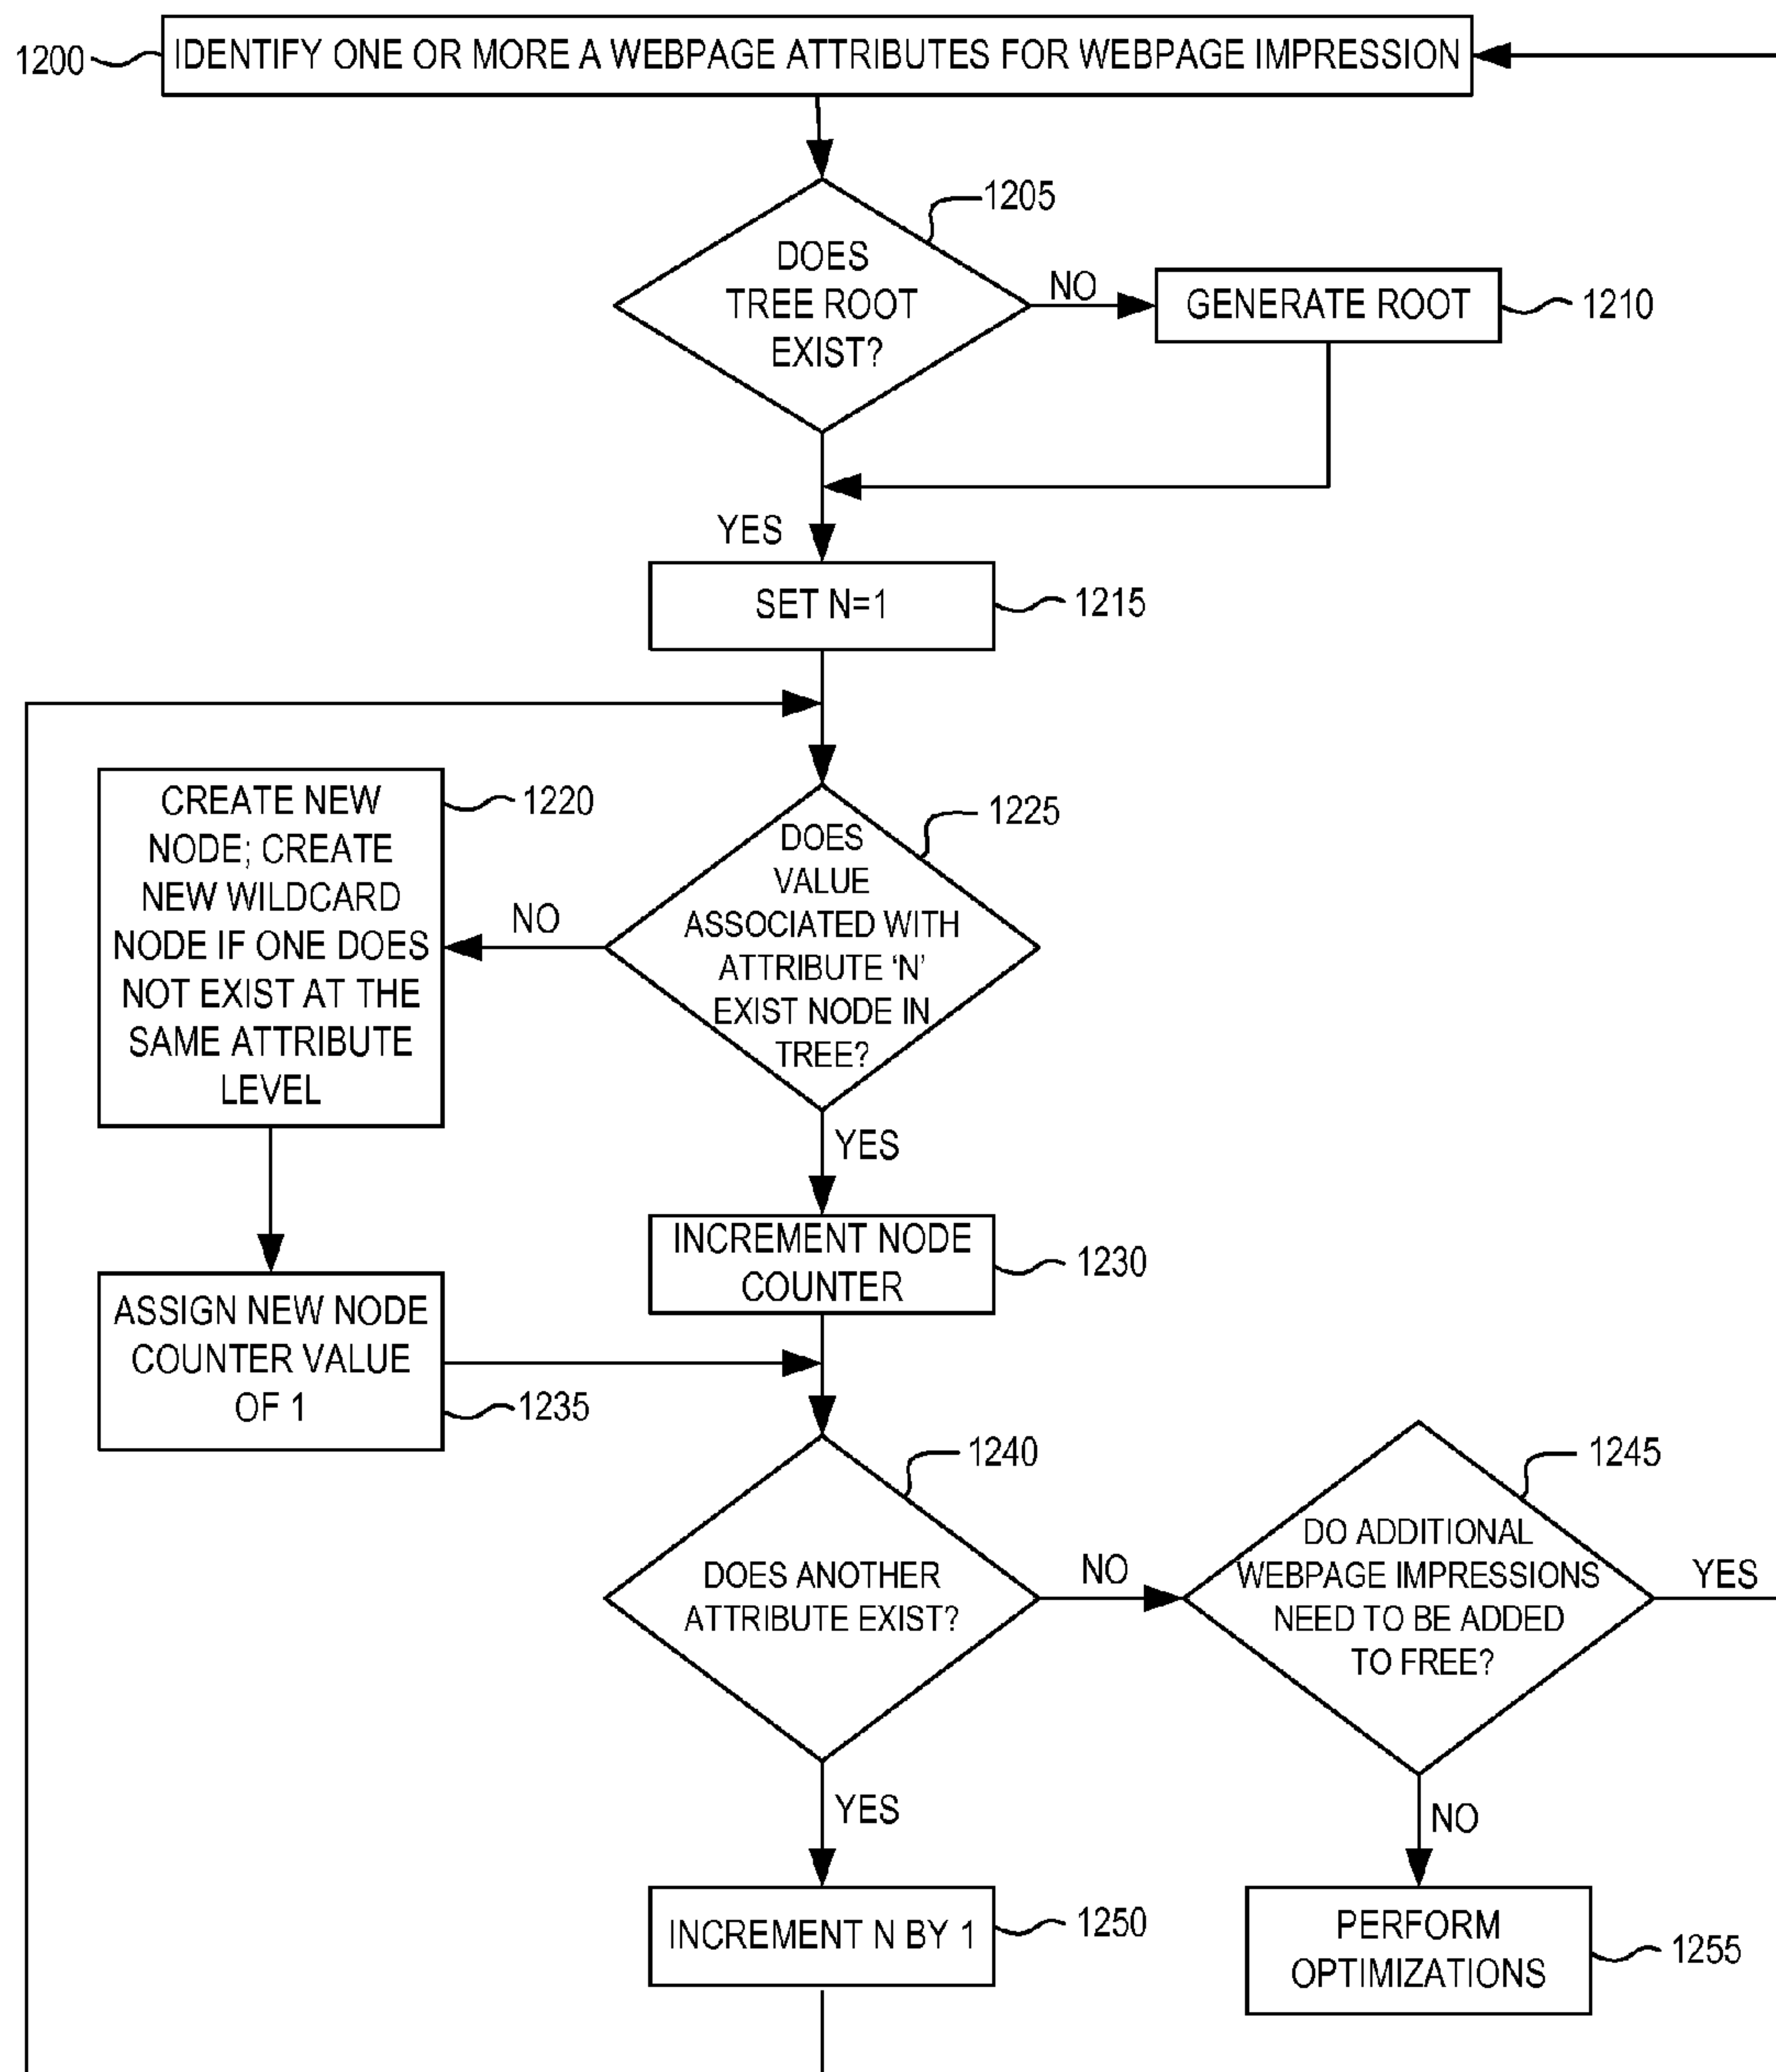 1200
IDENTIFY ONE OR MORE A WEBPAGE ATTRIBUTES FOR WEBPAGE IMPRESSION
1205
DOES
TREE ROOT
EXIST?
NO
GENERATE ROOT
1210
YES
SET N=1
1215
CREATE NEW
NODE; CREATE
NEW WILDCARD
NODE IF ONE DOES
NOT EXIST AT THE
SAME ATTRIBUTE
LEVEL
1220
NO
1225
DOES
VALUE
ASSOCIATED WITH
ATTRIBUTE ‘N’
EXIST NODE IN
TREE?
YES
INCREMENT NODE
COUNTER
1230
ASSIGN NEW NODE
COUNTER VALUE
OF 1
1235
1240
DOES ANOTHER
ATTRIBUTE EXIST?
NO
1245
DO ADDITIONAL
WEBPAGE IMPRESSIONS
NEED TO BE ADDED
TO FREE?
YES
YES
NO
INCREMENT N BY 1
1250
PERFORM
OPTIMIZATIONS
1255